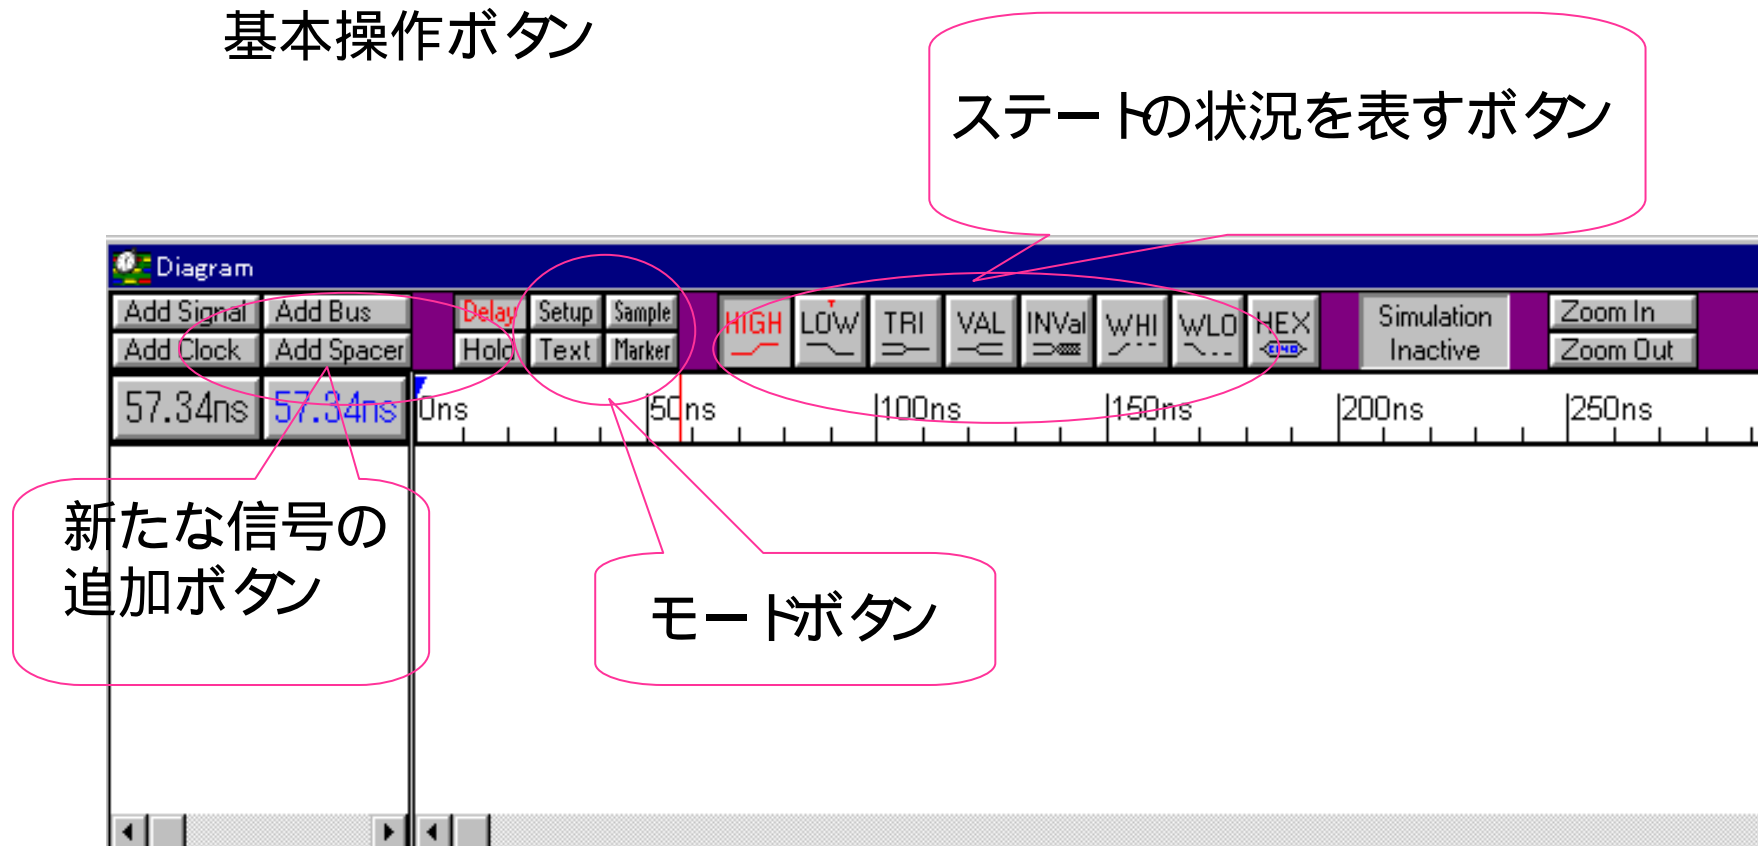 基本操作ボタン
ステートの状況を表すボタン
Diagram
Add Signal Add Bus Delay Setup Sample HIGH LOW TRI VAL INVal WHI WLO HEX Simulation Inactive Zoom In
Add Clock Add Spacer Hold Text Marker Zoom Out
57.34ns 57.34ns 0ns 50ns 100ns 150ns 200ns 250ns
新たな信号の
追加ボタン
モードボタン